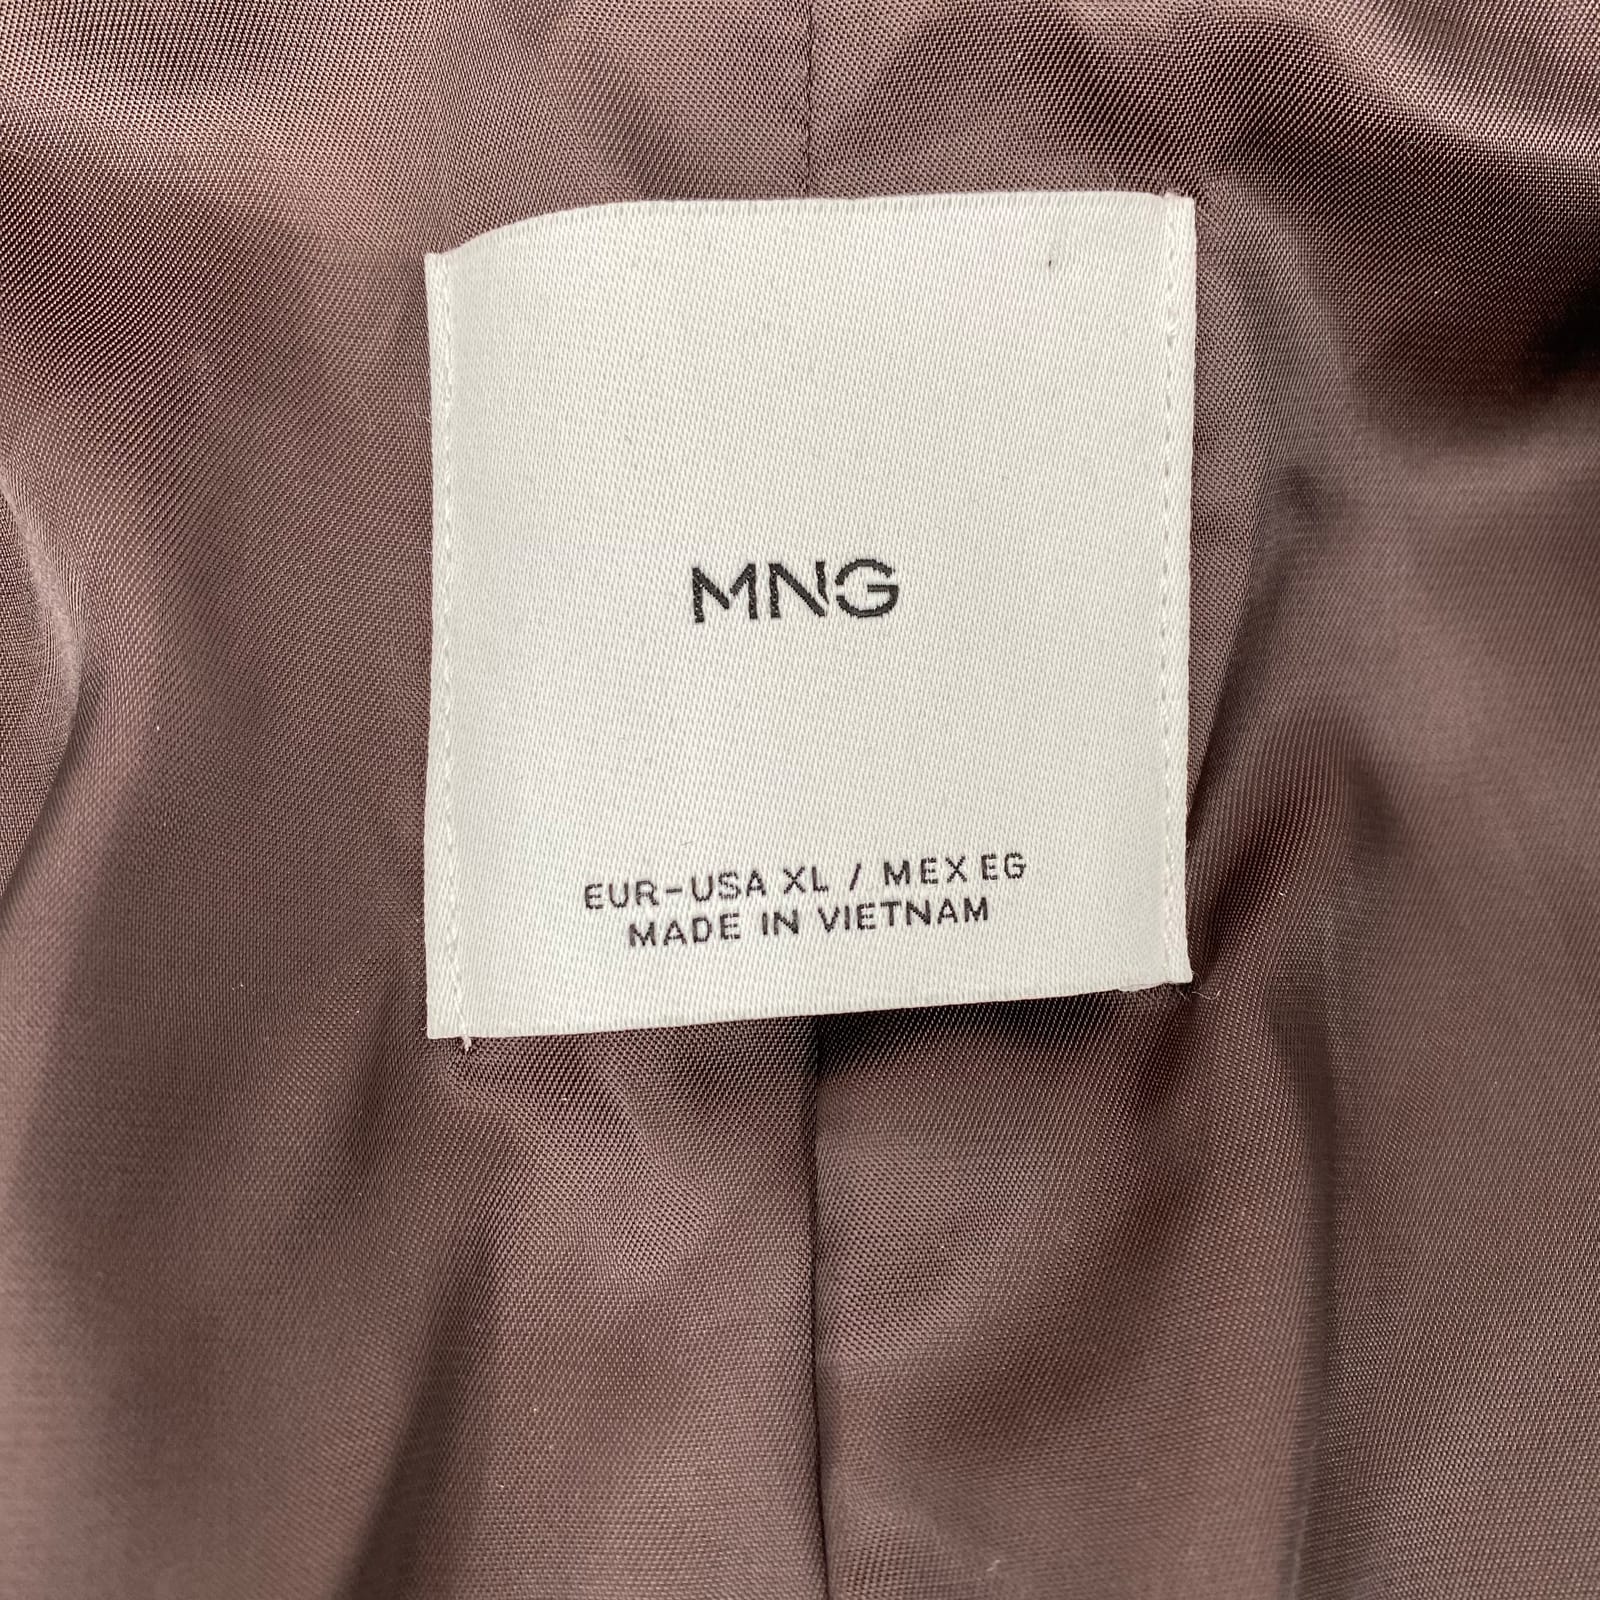 MNG
EUR-USA XL / MEX EG
MADE IN VIETNAM